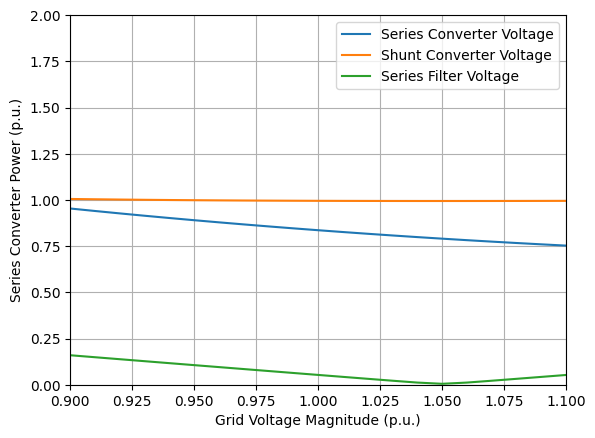 2.00
1.75
1.50
1.25
1.00
0.75
0.50
0.25
0.00
Series Converter Power (p.u.)
Series Converter Voltage
Shunt Converter Voltage
Series Filter Voltage
0.900 0.925 0.950 0.975 1.000 1.025 1.050 1.075 1.100
Grid Voltage Magnitude (p.u.)